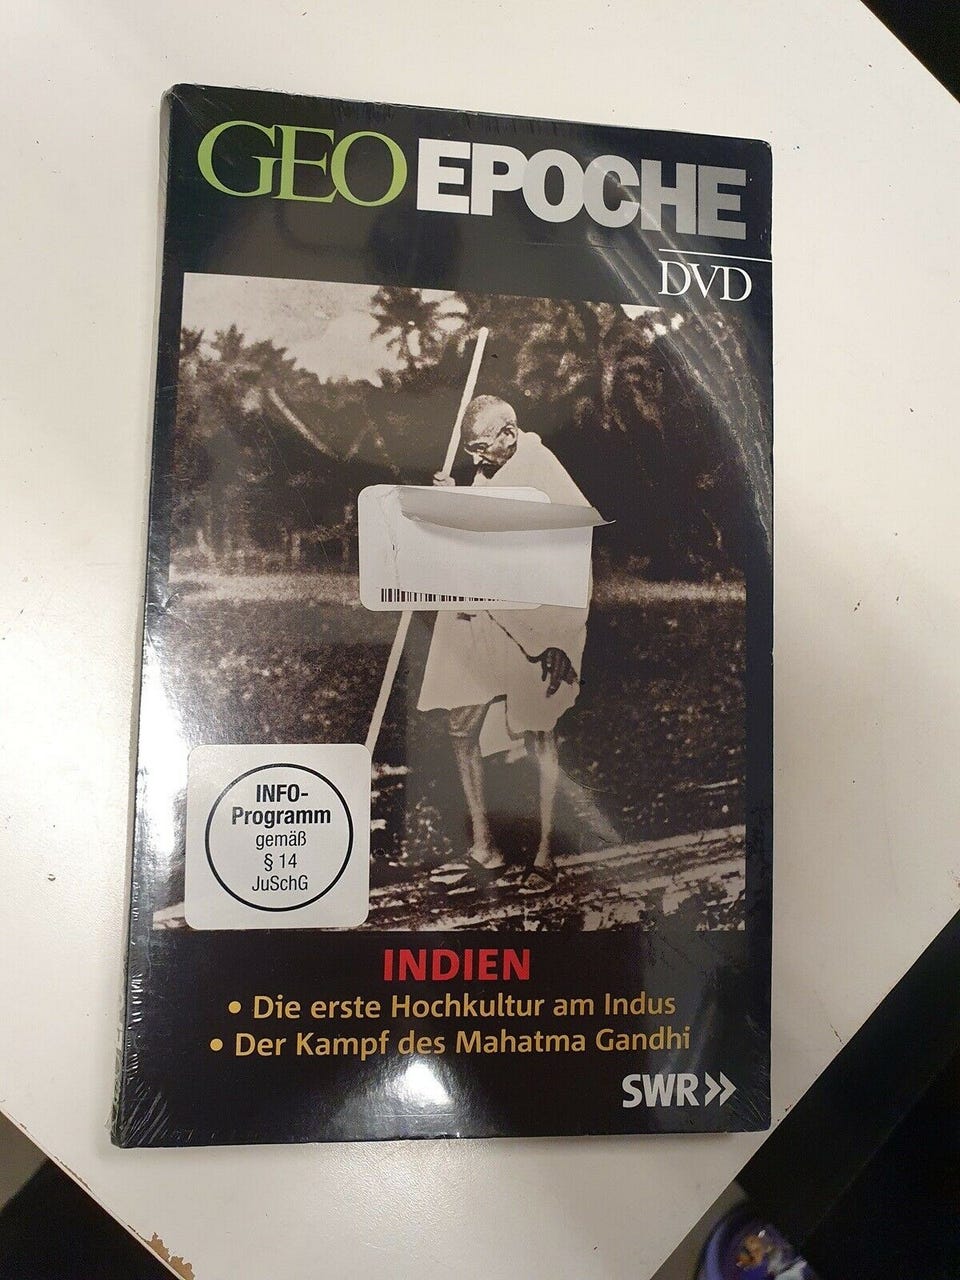 GEO EPOCHE
DVD
INFO-
Programm
gemäß
§ 14
JuSchG
INDIEN
• Die erste Hochkultur am Indus
• Der Kampf des Mahatma Gandhi
SWR»